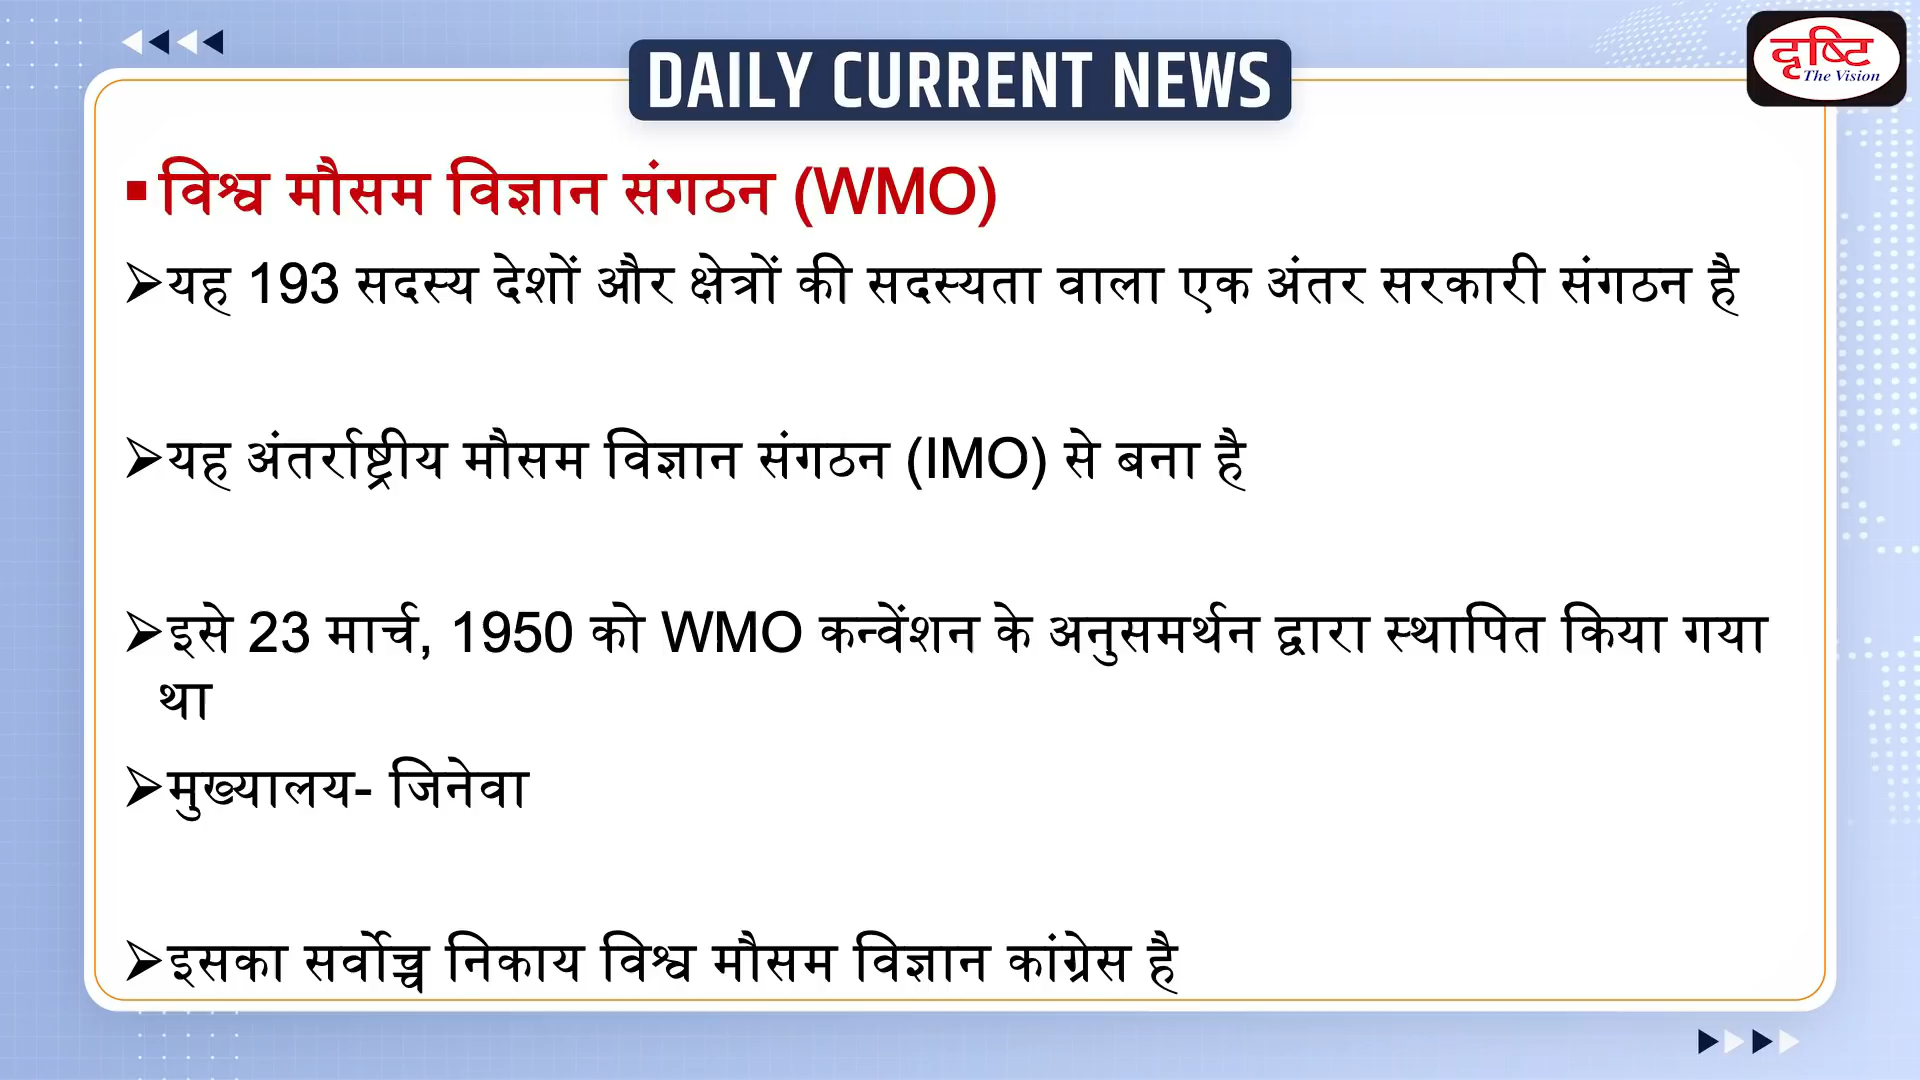 DAILY CURRENT NEWS
दृष्टि
The Vision
▪विश्व मौसम विज्ञान संगठन (WMO)
➢यह 193 सदस्य देशों और क्षेत्रों की सदस्यता वाला एक अंतर सरकारी संगठन है
➢यह अंतर्राष्ट्रीय मौसम विज्ञान संगठन (IMO) से बना है
➢इसे 23 मार्च, 1950 को WMO कन्वेंशन के अनुसमर्थन द्वारा स्थापित किया गया
था
➢मुख्यालय- जिनेवा
➢इसका सर्वोच्च निकाय विश्व मौसम विज्ञान कांग्रेस है